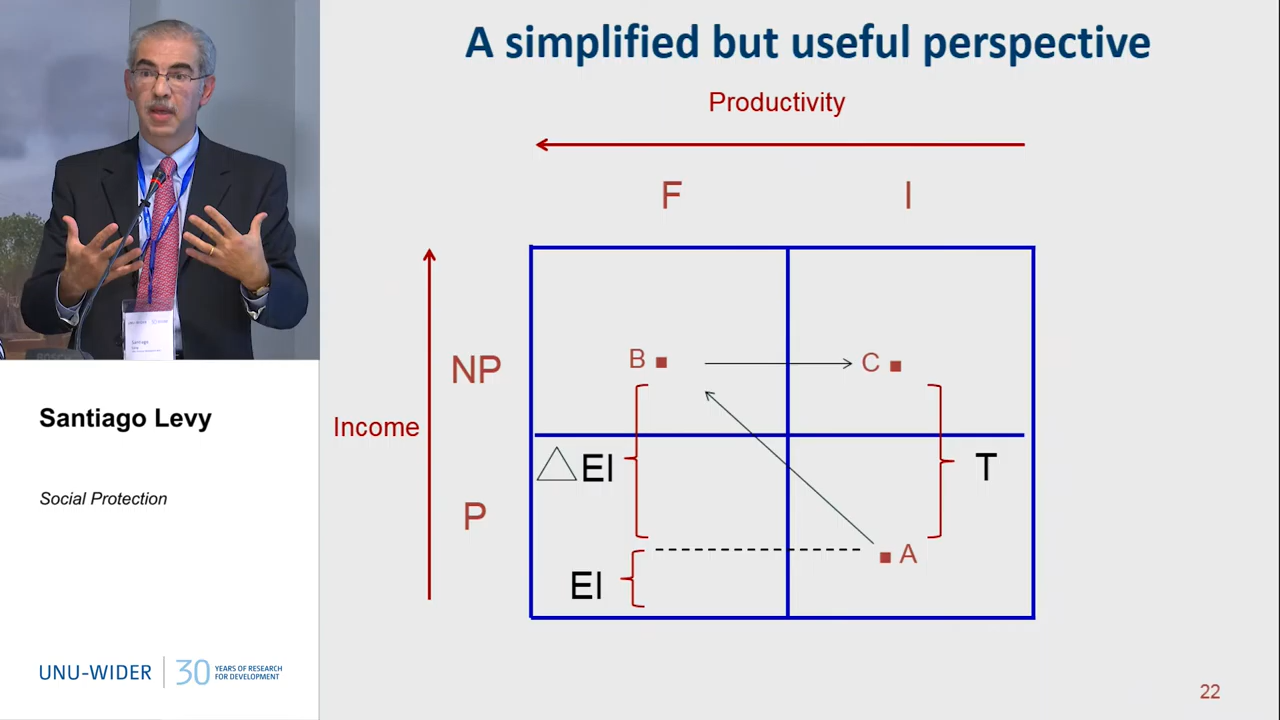 A simplified but useful perspective
Productivity
F I
NP
B C
Income
△EI
T
P
A
EI
Santiago Levy
Social Protection
UNU-WIDER
30 YEARS OF RESEARCH
FOR DEVELOPMENT
22
Santiago